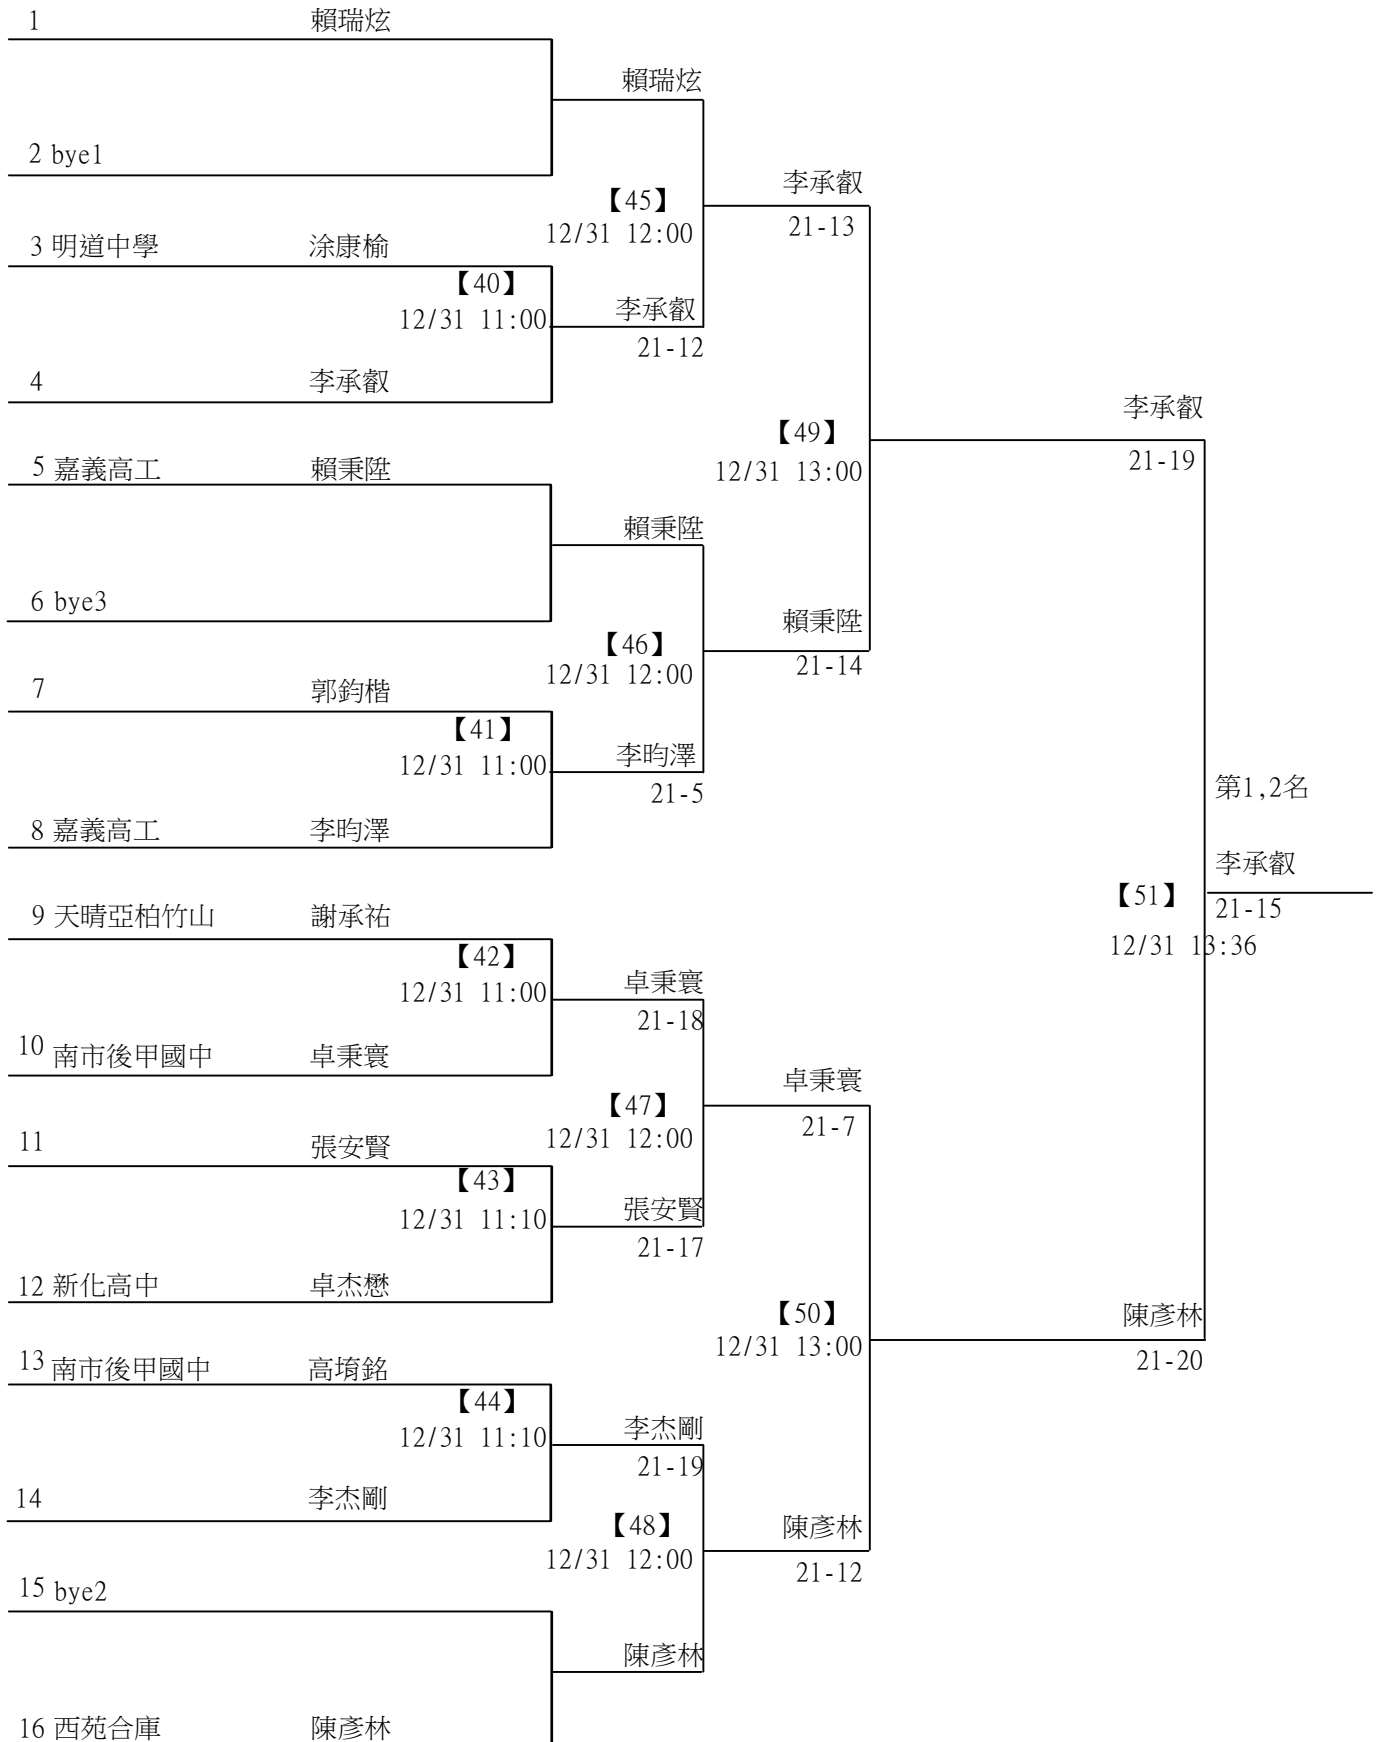 1 賴瑞炫
賴瑞炫
2 bye1
李承叡
【45】
21-13
12/31 12:00
3 明道中學 涂康榆
【40】
李承叡
12/31 11:00
21-12
4 李承叡
李承叡
【49】
21-19
12/31 13:00
5 嘉義高工 賴秉陞
賴秉陞
6 bye3
賴秉陞
【46】
21-14
12/31 12:00
7 郭鈞楷
【41】
李昀澤
12/31 11:00
21-5
第1,2名
8 嘉義高工 李昀澤
李承叡
【51】
21-15
12/31 13:36
9 天晴亞柏竹山 謝承祐
【42】
卓秉寰
12/31 11:00
21-18
10 南市後甲國中 卓秉寰
卓秉寰
【47】
21-7
12/31 12:00
11 張安賢
【43】
張安賢
12/31 11:10
21-17
12 新化高中 卓杰懋
【50】
陳彥林
12/31 13:00
21-20
13 南市後甲國中 高堉銘
【44】
李杰剛
12/31 11:10
21-19
14 李杰剛
【48】
陳彥林
12/31 12:00
21-12
15 bye2
陳彥林
16 西苑合庫 陳彥林